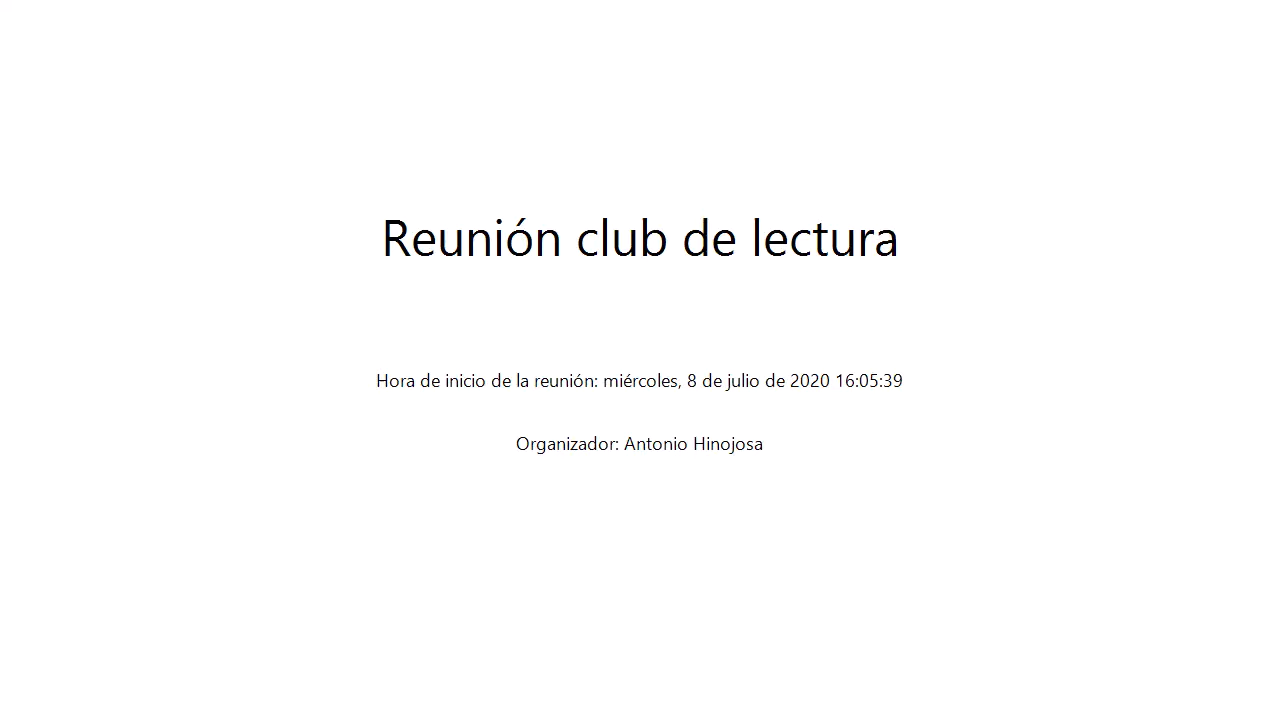 Reunión club de lectura
Hora de inicio de la reunión: miércoles, 8 de julio de 2020 16:05:39
Organizador: Antonio Hinojosa